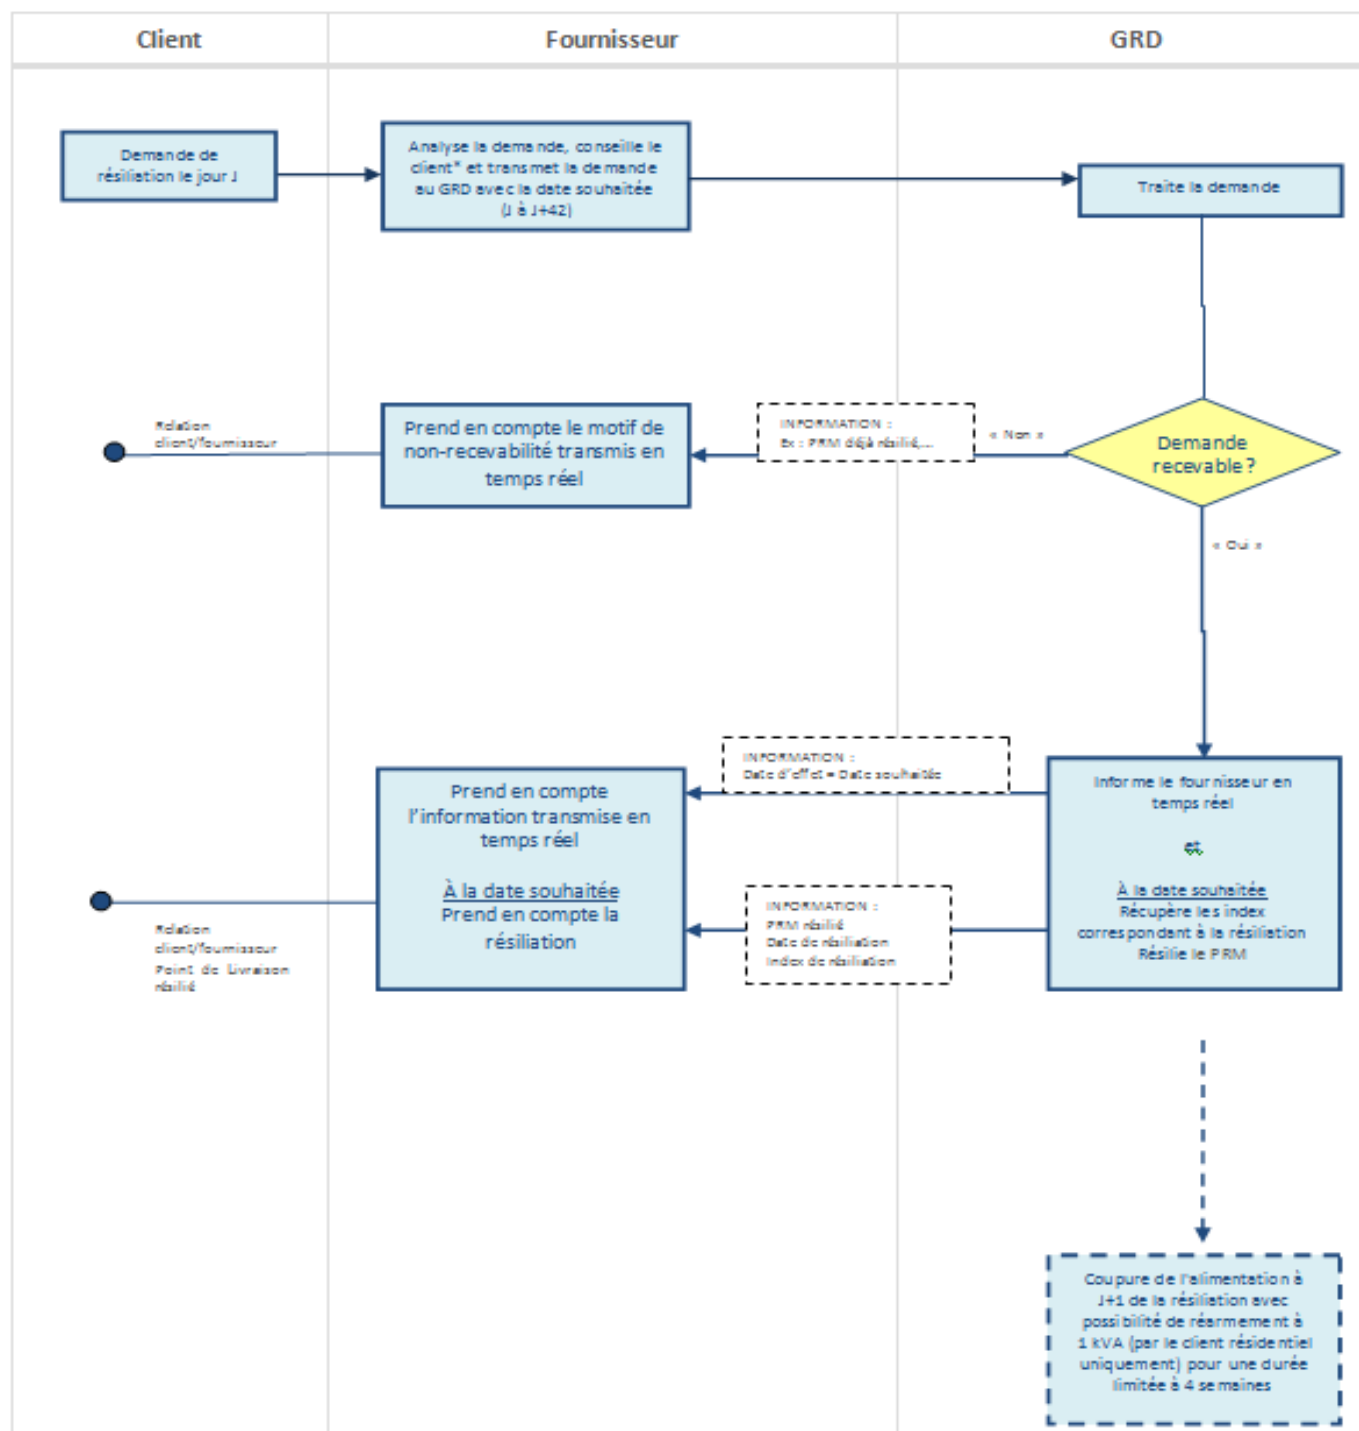 Client
Fournisseur
GRD
Demande de
résiliation le jour J
Analyse la demande, conseille le
client* et transmet la demande
au GRD avec la date souhaitée
(J à J+42)
Traite la demande
Relation
client/fournisseur
Prend en compte le motif de
non-recevabilité transmis en
temps réel
INFORMATION :
Ex : PRM déjà résilié,...
« Non »
Demande
recevable ?
« Oui »
INFORMATION :
Date d'effet = Date souhaitée
Prend en compte
l'information transmise en
temps réel
À la date souhaitée
Prend en compte la
résiliation
Informe le fournisseur en
temps réel
et
À la date souhaitée
Récupère les index
correspondant à la résiliation
Résilie le PRM
INFORMATION :
PRM résilié
Date de résiliation
Index de résiliation
Relation
client/fournisseur
Point de Livraison
résilié
Coupure de l'alimentation à
J+1 de la résiliation avec
possibilité de réarmement à
1 kVA (par le client résidentiel
uniquement) pour une durée
limitée à 4 semaines